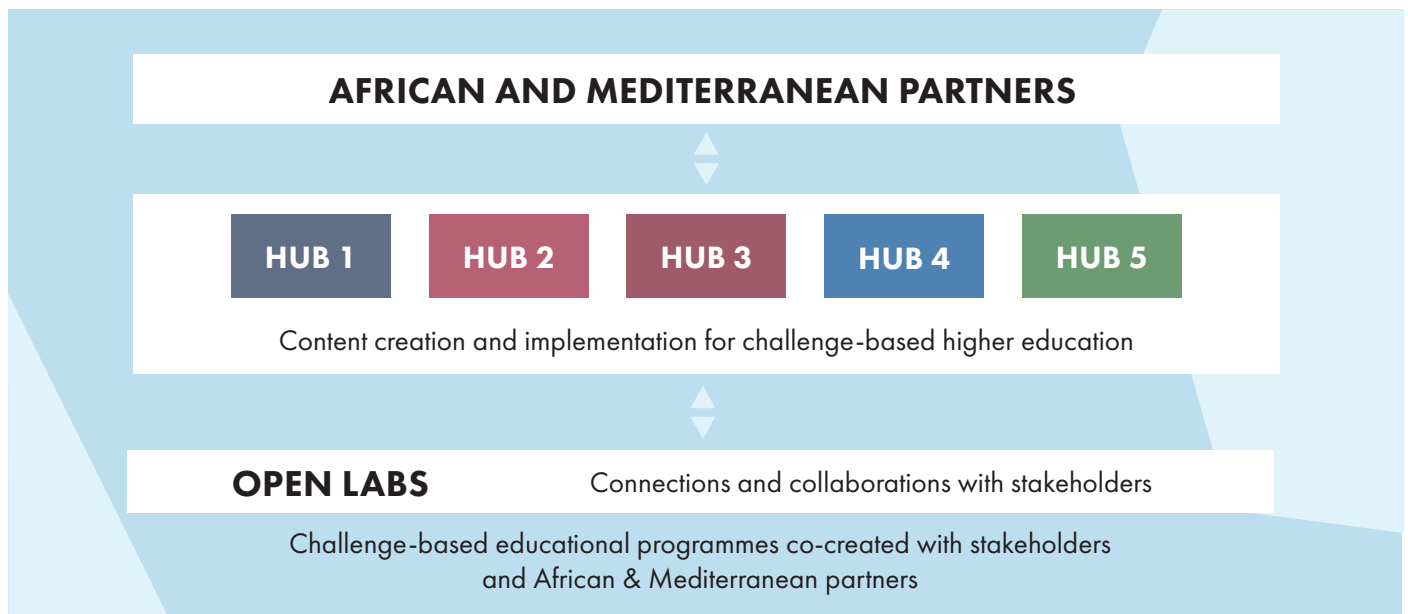 AFRICAN AND MEDITERRANEAN PARTNERS
HUB 1
HUB 2
HUB 3
HUB 4
HUB 5
Content creation and implementation for challenge-based higher education
OPEN LABS
Connections and collaborations with stakeholders
Challenge-based educational programmes co-created with stakeholders
and African & Mediterranean partners